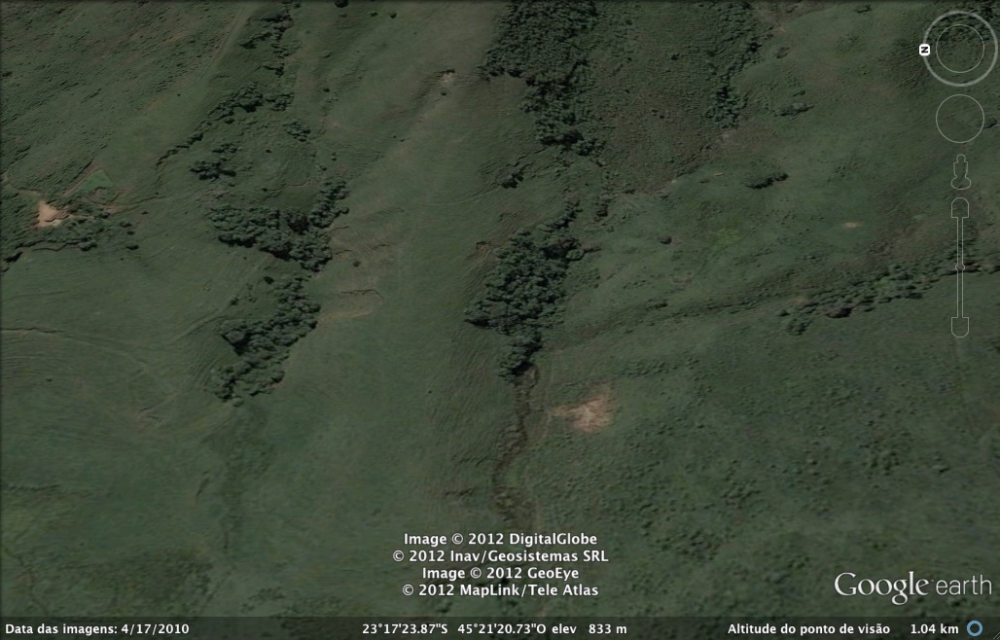 N
Image © 2012 DigitalGlobe
© 2012 Inav/Geosistemas SRL
Image © 2012 GeoEye
© 2012 MapLink/Tele Atlas
Google earth
Data das imagens: 4/17/2010 23°17'23.87"S 45°21'20.73"O elev 833 m Altitude do ponto de visão 1.04 km